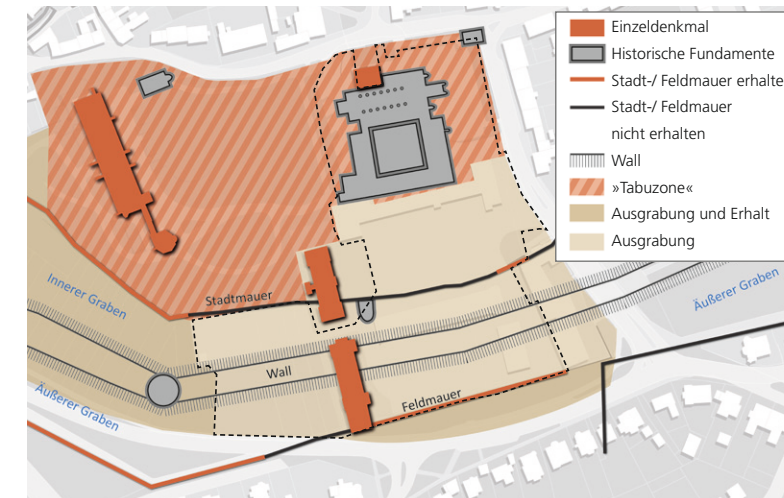 Einzeldenkmal
Historische Fundamente
Stadt-/ Feldmauer erhalte
Stadt-/ Feldmauer
nicht erhalten
Wall
»Tabuzone«
Ausgrabung und Erhalt
Ausgrabung
Innerer Graben
Stadtmauer
Äußerer Graben
Wall
Äußerer Graben
Feldmauer